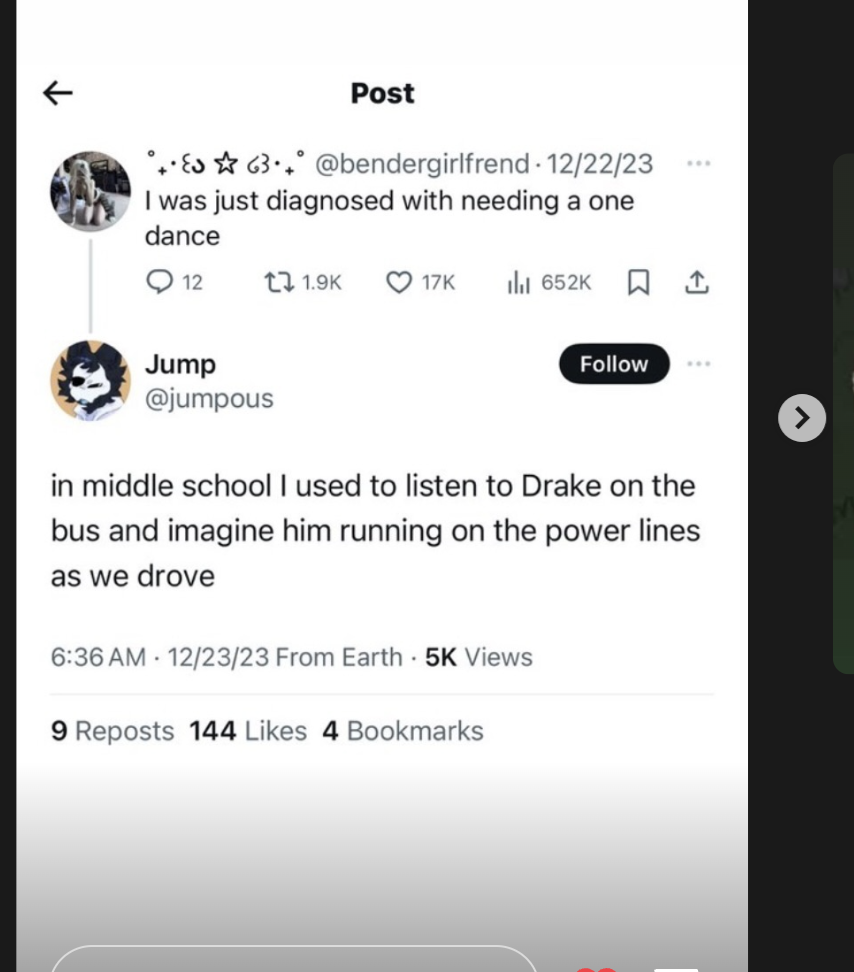 Post
˚₊‧꒰ა ☆ ໒꒱‧₊˚ @bendergirlfrend · 12/22/23
I was just diagnosed with needing a one
dance
12 1.9K 17K 652K
Jump
Follow
@jumpous
in middle school I used to listen to Drake on the
bus and imagine him running on the power lines
as we drove
6:36 AM · 12/23/23 From Earth · 5K Views
9 Reposts 144 Likes 4 Bookmarks